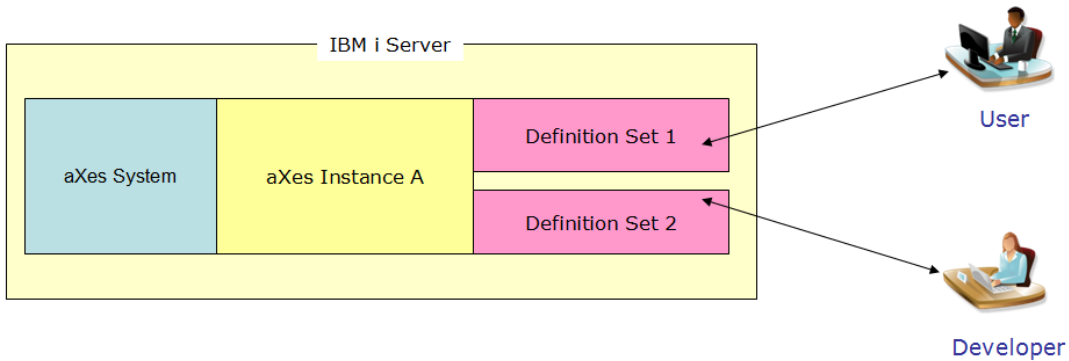 IBM i Server
aXes System
aXes Instance A
Definition Set 1
Definition Set 2
User
Developer